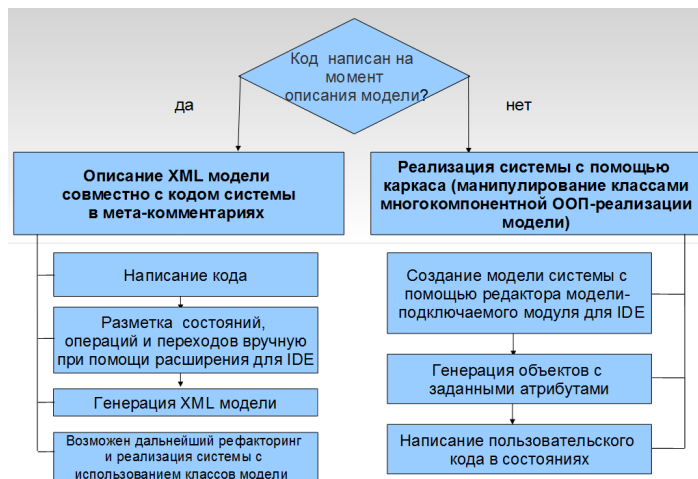 Код написан на
момент
описания модели?
да
нет
Описание XML модели
совместно с кодом системы
в мета-комментариях
Реализация системы с помощью
каркаса (манипулирование классами
многокомпонентной ООП-реализации
модели)
Написание кода
Разметка состояний,
операций и переходов вручную
при помощи расширения для IDE
Генерация XML модели
Возможен дальнейший рефакторинг
и реализация системы с
использованием классов модели
Создание модели системы с
помощью редактора модели-
подключаемого модуля для IDE
Генерация объектов с
заданными атрибутами
Написание пользовательского
кода в состояниях